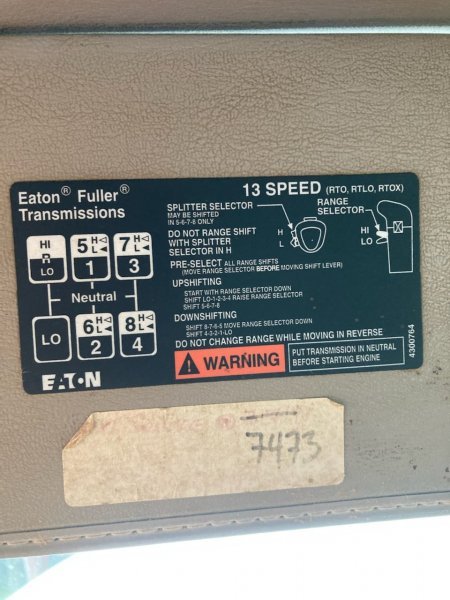 Eaton® Fuller®
Transmissions
13 SPEED (RTO, RTLO, RTOX)
SPLITTER SELECTOR
MAY BE SHIFTED
IN 5-6-7-8 ONLY
RANGE
SELECTOR
H
L
HI
LO
DO NOT RANGE SHIFT
WITH SPLITTER
SELECTOR IN H
PRE-SELECT ALL RANGE SHIFTS
(MOVE RANGE SELECTOR BEFORE MOVING SHIFT LEVER)
UPSHIFTING
START WITH RANGE SELECTOR DOWN
SHIFT LO-1-2-3-4 RAISE RANGE SELECTOR
SHIFT 5-6-7-8
DOWNSHIFTING
SHIFT 8-7-6-5 MOVE RANGE SELECTOR DOWN
SHIFT 4-3-2-1-LO
DO NOT CHANGE RANGE WHILE MOVING IN REVERSE
WARNING
PUT TRANSMISSION IN NEUTRAL
BEFORE STARTING ENGINE
4300764
HI
R
LO
5 H L
1
7 H L
3
Neutral
LO
6 H L
2
8 H L
4
EATON
7473